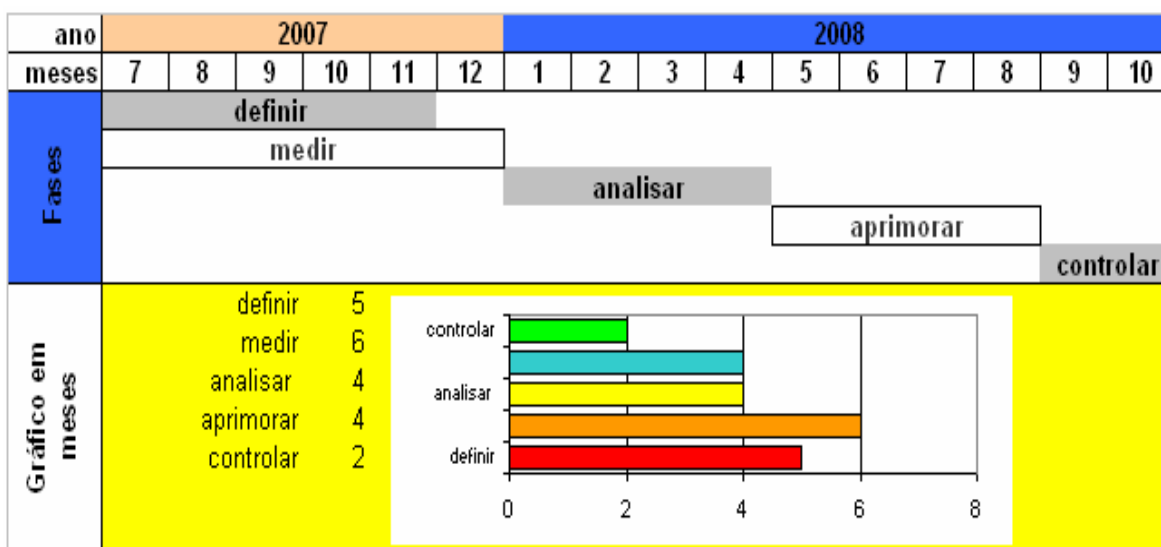 ano 2007 2008
meses 7 8 9 10 11 12 1 2 3 4 5 6 7 8 9 10
Fases
definir
medir
analisar
aprimorar
controlar
Gráfico em meses
definir 5
medir 6
analisar 4
aprimorar 4
controlar 2
controlar
analisar
definir
0 2 4 6 8